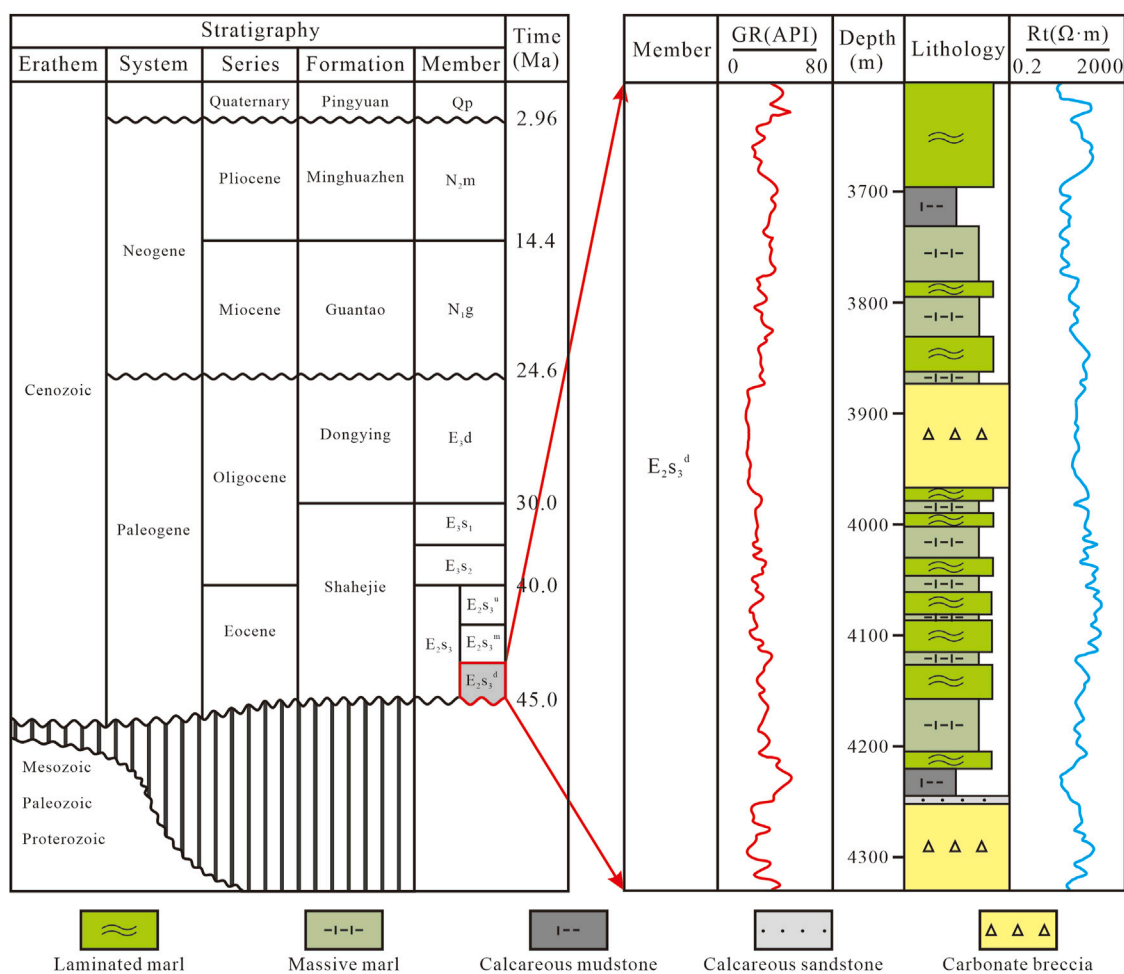 Stratigraphy
Time
(Ma)
Erathem System Series Formation Member
Quaternary Pingyuan Qp
2.96
Pliocene Minghuazhen N₂m
Neogene
14.4
Miocene Guantao N₁g
24.6
Cenozoic
Dongying E₃d
Oligocene
30.0
Paleogene
E₃s₁
E₃s₂
40.0
Shahejie
Eocene
E₂s₃
E₂s₃ᵘ
E₂s₃ᵐ
E₂s₃ᵈ
45.0
Mesozoic
Paleozoic
Proterozoic
Member
GR(API)
0 80
Depth
(m)
Lithology
Rt(Ω·m)
0.2 2000
E₂s₃ᵈ
3700
3800
3900
4000
4100
4200
4300
Laminated marl Massive marl Calcareous mudstone Calcareous sandstone Carbonate breccia